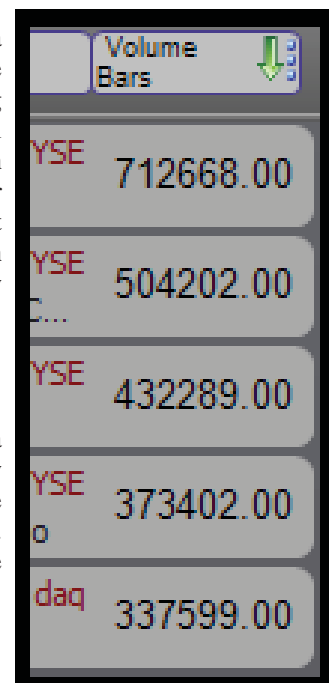 Volume
Bars
YSE
712668.00
YSE
504202.00
C...
YSE
432289.00
YSE
373402.00
o
daq
337599.00